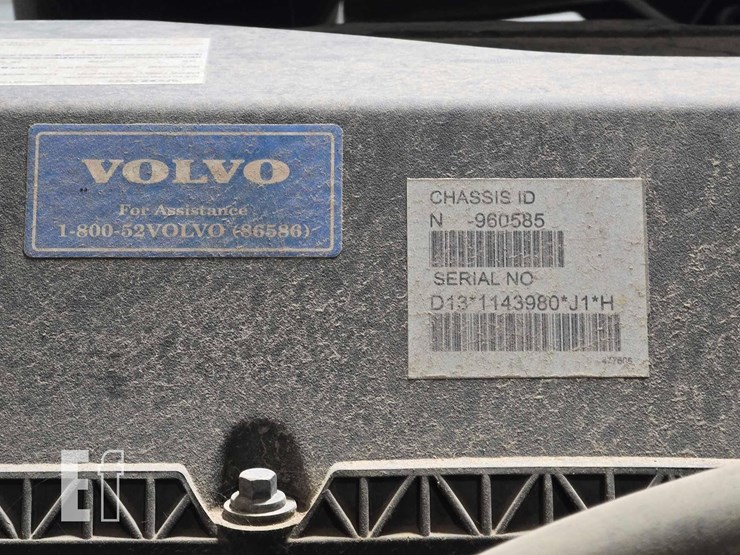 VOLVO
For Assistance
1-800-52VOLVO (86586)
CHASSIS ID
N -960585
SERIAL NO
D13*1143980*J1*H